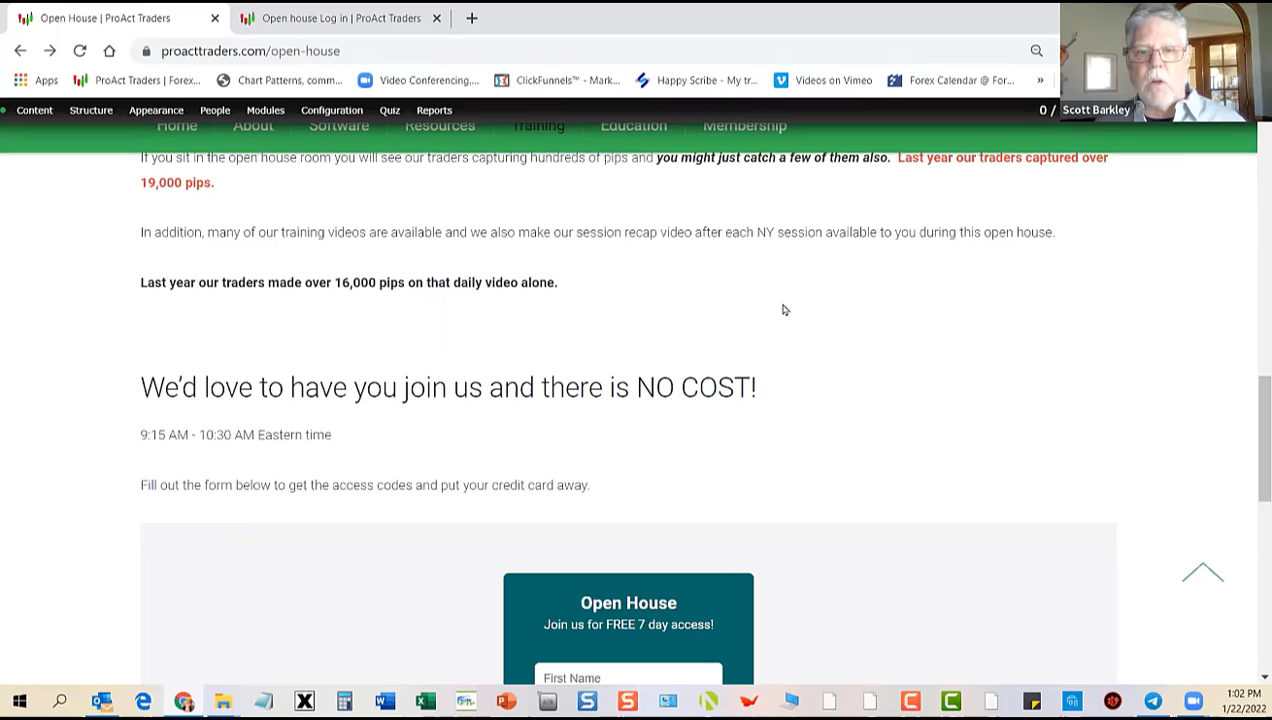 Open House | ProAct Traders
Open house Log in | ProAct Traders
proacttraders.com/open-house
Apps
ProAct Traders | Forex...
Chart Patterns, comm...
Video Conferencing,...
ClickFunnels™ - Mark...
Happy Scribe - My tr...
Videos on Vimeo
Forex Calendar @ For...
»
Content Structure Appearance People Modules Configuration Quiz Reports
0 / Scott Barkley
Home About Software Resources Training Education Membership
If you sit in the open house room you will see our traders capturing hundreds of pips and you might just catch a few of them also. Last year our traders captured over
19,000 pips.
In addition, many of our training videos are available and we also make our session recap video after each NY session available to you during this open house.
Last year our traders made over 16,000 pips on that daily video alone.
We'd love to have you join us and there is NO COST!
9:15 AM - 10:30 AM Eastern time
Fill out the form below to get the access codes and put your credit card away.
Open House
Join us for FREE 7 day access!
First Name
1:02 PM
1/22/2022